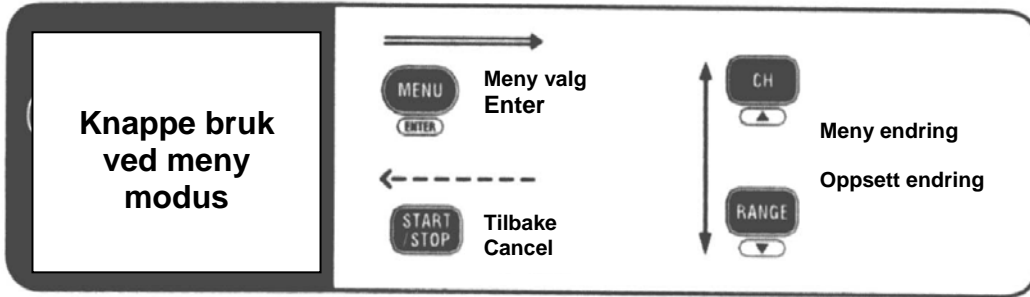 Knappe bruk
ved meny
modus
MENU
ENTER
Meny valg
Enter
START
/STOP
Tilbake
Cancel
CH
Meny endring
Oppsett endring
RANGE